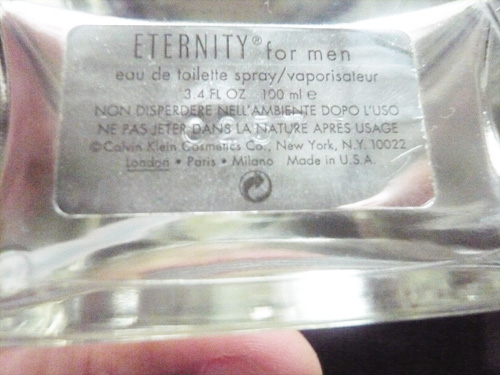 ETERNITY® for men
eau de toilette spray/vaporisateur
3.4 FL OZ 100 ml ℮
NON DISPERDERE NELL'AMBIENTE DOPO L'USO
NE PAS JETER DANS LA NATURE APRÈS USAGE
©Calvin Klein Cosmetics Co., New York, N.Y. 10022
London • Paris • Milano Made in U.S.A.